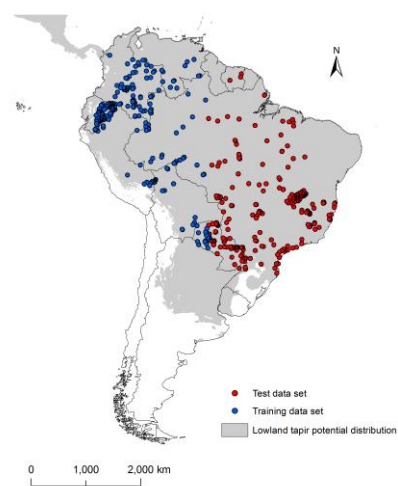 N
Test data set
Training data set
Lowland tapir potential distribution
0 1,000 2,000 km